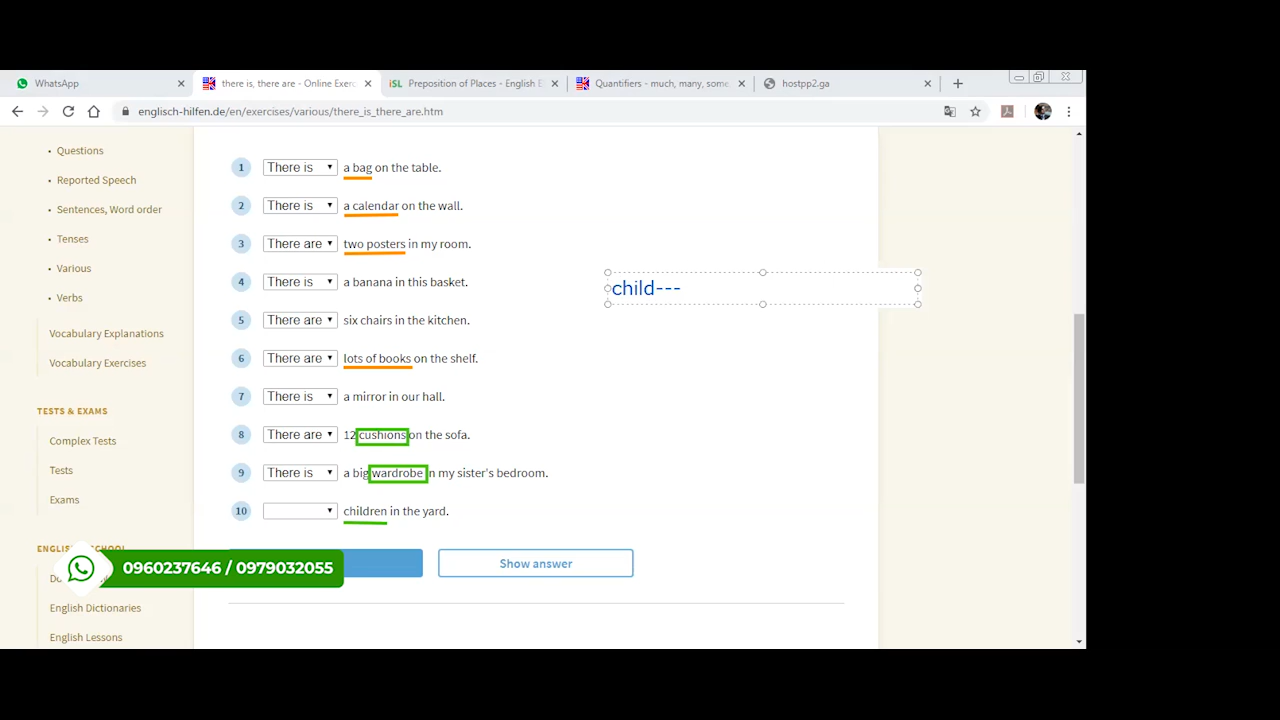 WhatsApp
there is, there are - Online Exerc
iSL Preposition of Places - English E
Quantifiers - much, many, some
hostpp2.ga
englisch-hilfen.de/en/exercises/various/there_is_there_are.htm
• Questions
• Reported Speech
• Sentences, Word order
• Tenses
• Various
• Verbs
Vocabulary Explanations
Vocabulary Exercises
TESTS & EXAMS
Complex Tests
Tests
Exams
English Dictionaries
English Lessons
1 There is a bag on the table.
2 There is a calendar on the wall.
3 There are two posters in my room.
4 There is a banana in this basket.
5 There are six chairs in the kitchen.
6 There are lots of books on the shelf.
7 There is a mirror in our hall.
8 There are 12 cushions on the sofa.
9 There is a big wardrobe in my sister's bedroom.
10 children in the yard.
child---
Show answer
0960237646 / 0979032055